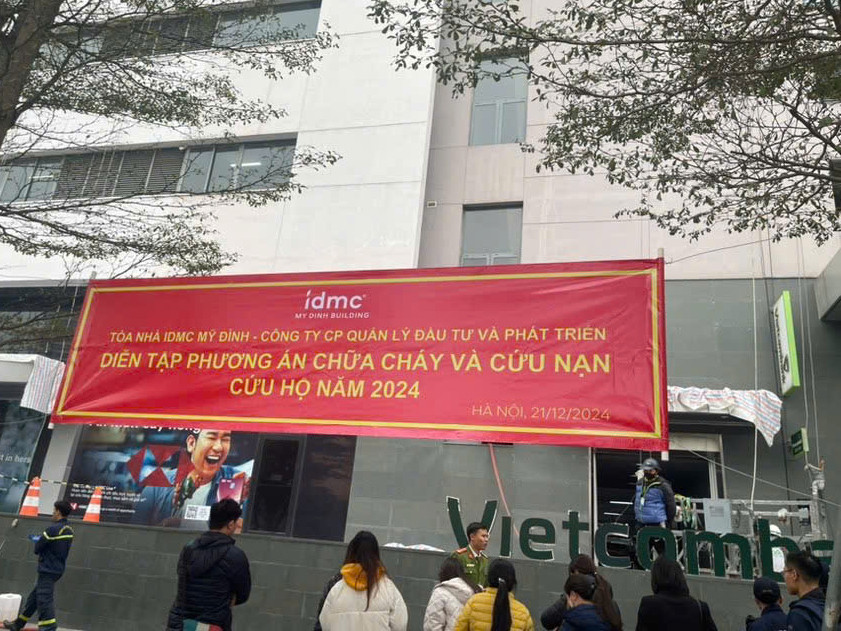 idmc
MY DINH BUILDING
TÒA NHÀ IDMC MỸ ĐÌNH - CÔNG TY CP QUẢN LÝ ĐẦU TƯ VÀ PHÁT TRIỂN
DIỄN TẬP PHƯƠNG ÁN CHỮA CHÁY VÀ CỨU NẠN
CỨU HỘ NĂM 2024
HÀ NỘI, 21/12/2024
Vietcomba